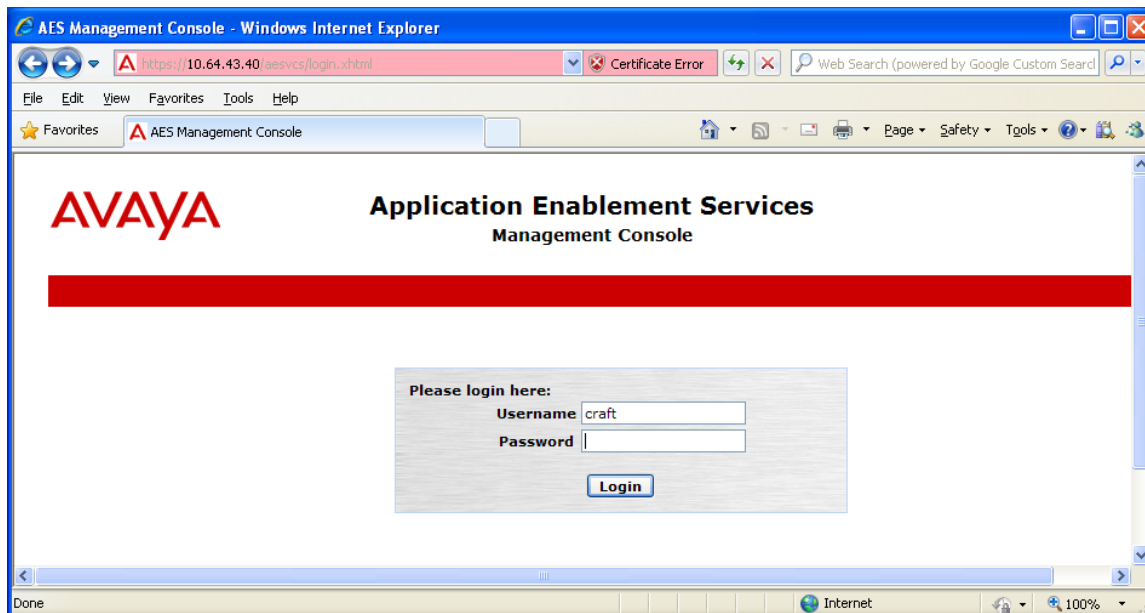 AES Management Console - Windows Internet Explorer
https://10.64.43.40/aesvcs/login.xhtml Certificate Error Web Search (powered by Google Custom Search
File Edit View Favorites Tools Help
Favorites AES Management Console Page Safety Tools
AVAYA
Application Enablement Services
Management Console
Please login here:
Username craft
Password
Login
Done Internet 100%